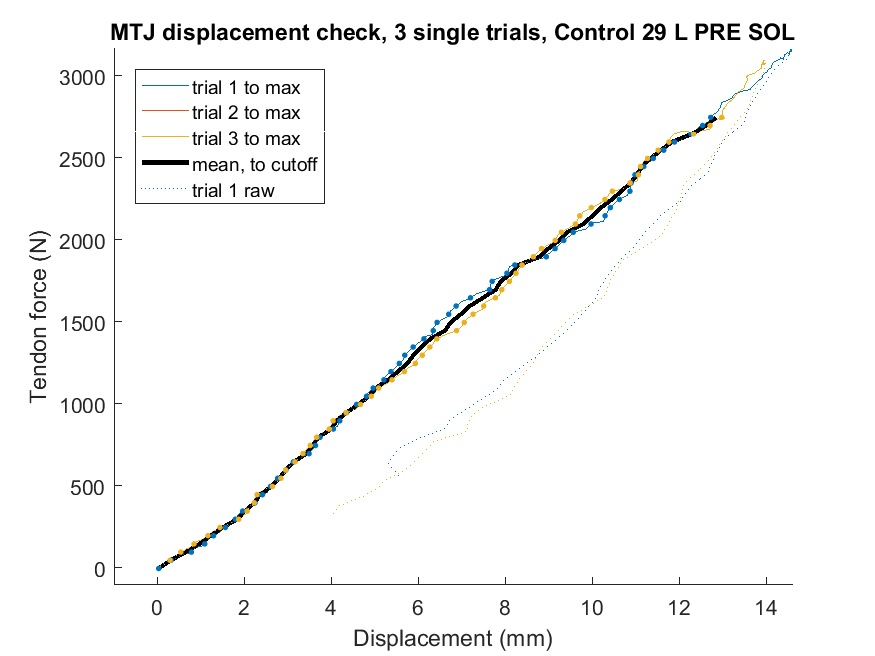 MTJ displacement check, 3 single trials, Control 29 L PRE SOL
trial 1 to max
trial 2 to max
trial 3 to max
mean, to cutoff
trial 1 raw
Tendon force (N)
3000
2500
2000
1500
1000
500
0
0 2 4 6 8 10 12 14
Displacement (mm)